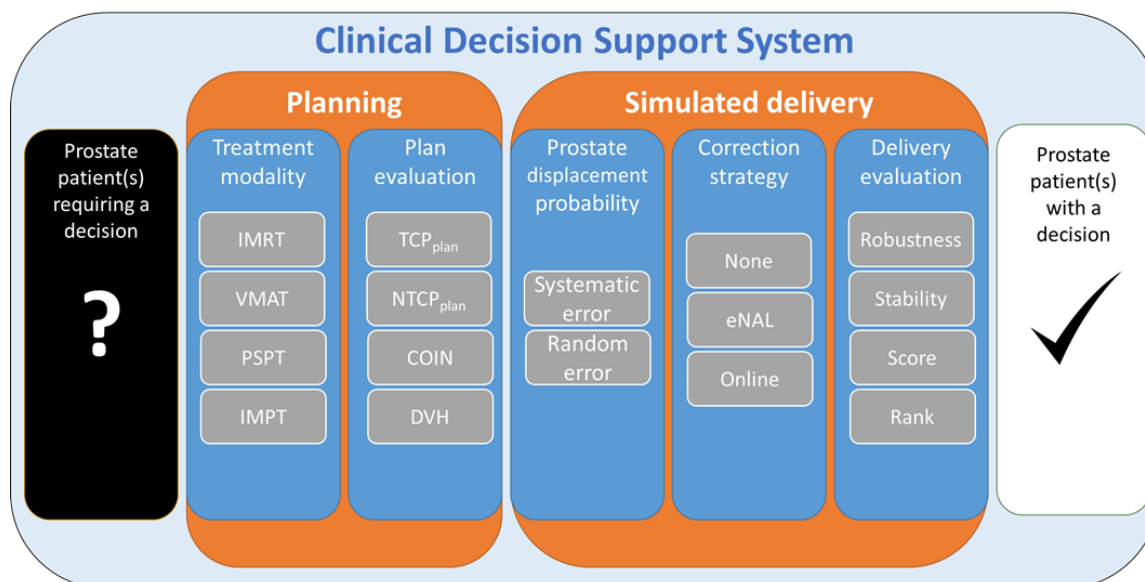 Clinical Decision Support System
Planning
Simulated delivery
Prostate
patient(s)
requiring a
decision
?
Treatment
modality
IMRT
VMAT
PSPT
IMPT
Plan
evaluation
TCPplan
NTCPplan
COIN
DVH
Prostate
displacement
probability
Systematic
error
Random
error
Correction
strategy
None
eNAL
Online
Delivery
evaluation
Robustness
Stability
Score
Rank
Prostate
patient(s)
with a
decision